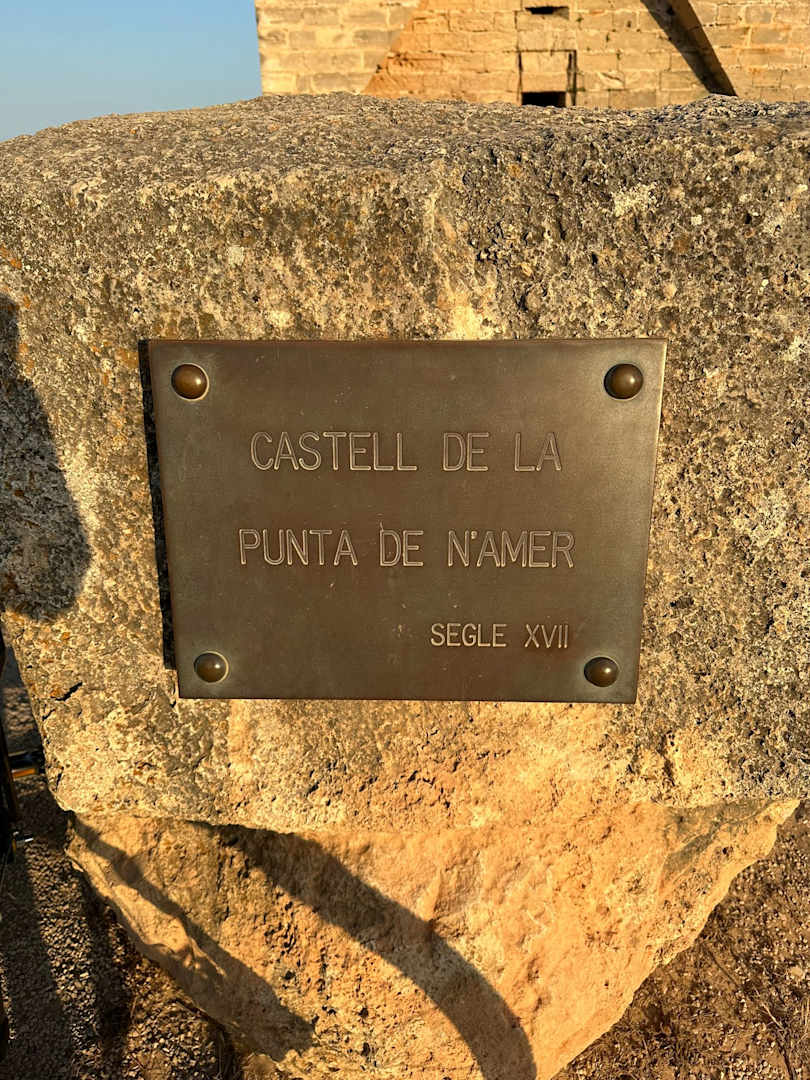 CASTELL DE LA
PUNTA DE N'AMER
SEGLE XVII